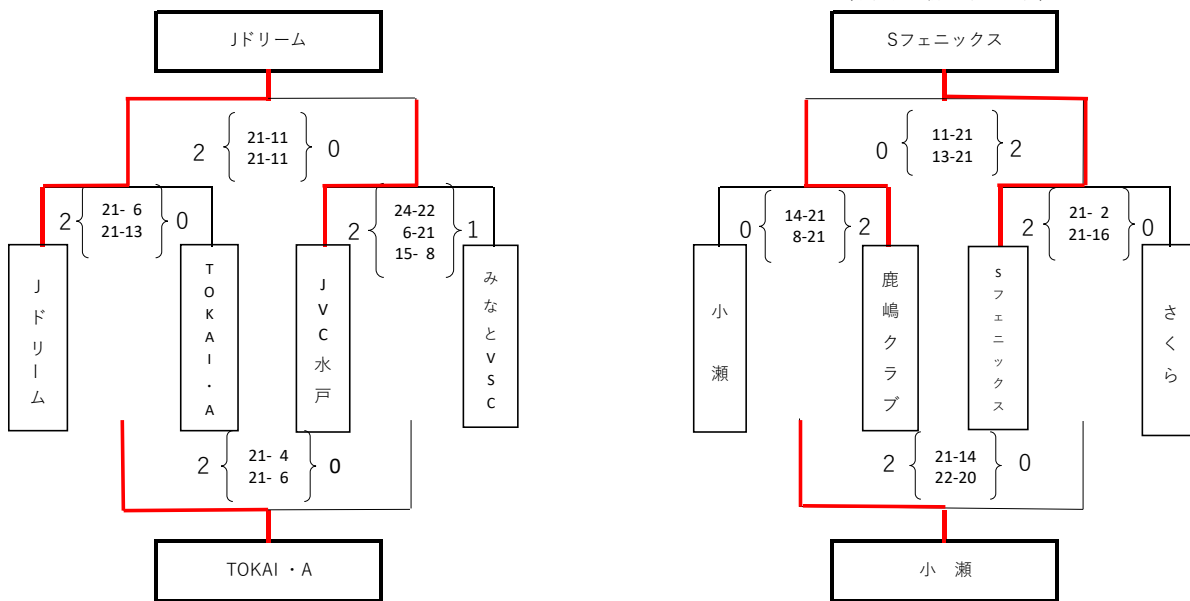 Jドリーム
21-11
21-11
2
0
21- 6
21-13
2
0
24-22
6-21
15- 8
2
1
Jドリーム
TOKAI・A
JVC水戸
みなとVSC
21- 4
21- 6
2
0
TOKAI ・A
Sフェニックス
11-21
13-21
0
2
14-21
8-21
0
2
21- 2
21-16
2
0
小瀬
鹿嶋クラブ
Sフェニックス
さくら
21-14
22-20
2
0
小 瀬